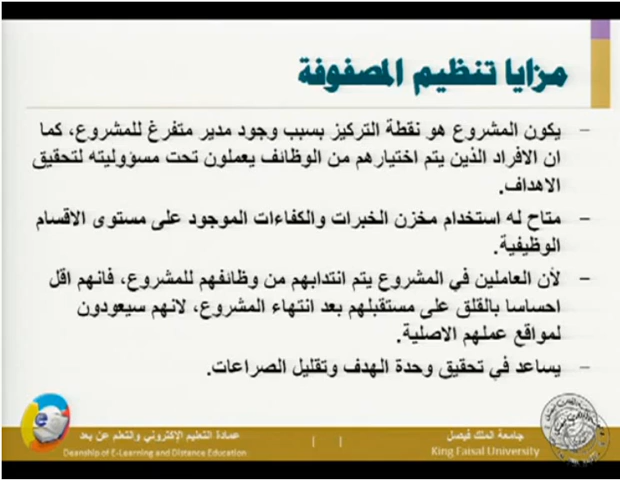 مزايا تنظيم المصفوفة
– يكون المشروع هو نقطة التركيز بسبب وجود مدير متفرغ للمشروع، كما
ان الافراد الذين يتم اختيارهم من الوظائف يعملون تحت مسؤوليته لتحقيق
الاهداف.
– متاح له استخدام مخزن الخبرات والكفاءات الموجود على مستوى الاقسام
الوظيفية.
– لأن العاملين في المشروع يتم انتدابهم من وظائفهم للمشروع، فانهم اقل
احساسا بالقلق على مستقبلهم بعد انتهاء المشروع، لانهم سيعودون
لمواقع عملهم الاصلية.
– يساعد في تحقيق وحدة الهدف وتقليل الصراعات.
جامعة الملك فيصل
King Faisal University
عمادة التعليم الإلكتروني والتعلم عن بعد
Deanship of E-Learning and Distance Education